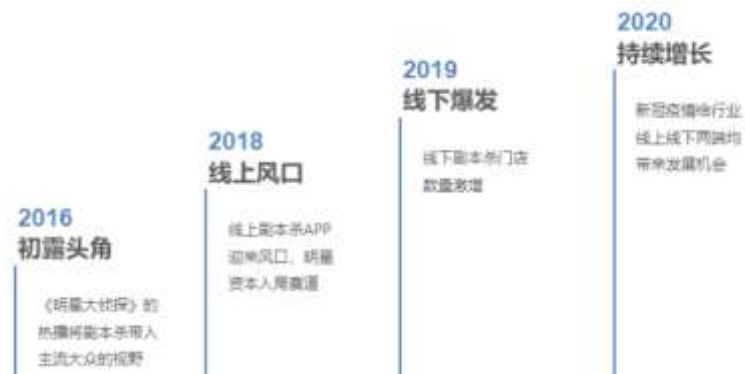 2016
初露头角
《明星大侦探》的
热播将剧本杀带入
主流大众的视野
2018
线上风口
线上剧本杀APP
迎来风口，明星
资本入局赛道
2019
线下爆发
线下剧本杀门店
数量激增
2020
持续增长
新冠疫情给行业
线上线下两端均
带来发展机会